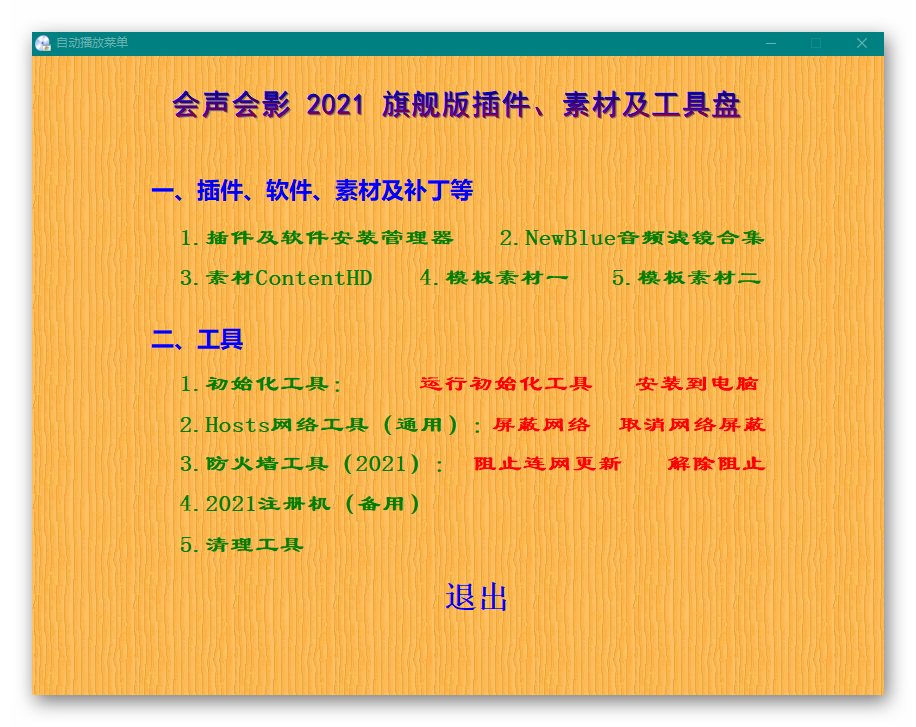 自动播放菜单
会声会影 2021 旗舰版插件、素材及工具盘
一、插件、软件、素材及补丁等
1.插件及软件安装管理器 2.NewBlue音频滤镜合集
3.素材ContentHD 4.模板素材一 5.模板素材二
二、工具
1.初始化工具： 运行初始化工具 安装到电脑
2.Hosts网络工具（通用）：屏蔽网络 取消网络屏蔽
3.防火墙工具（2021）： 阻止连网更新 解除阻止
4.2021注册机（备用）
5.清理工具
退出